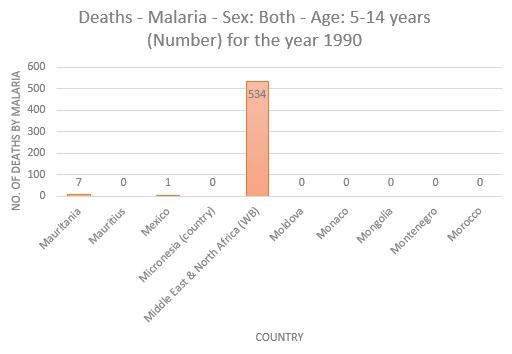 Deaths - Malaria - Sex: Both - Age: 5-14 years
(Number) for the year 1990
NO. OF DEATHS BY MALARIA
600
500
400
300
200
100
0
7
0
1
0
534
0
0
0
0
0
Mauritania
Mauritius
Mexico
Micronesia (country)
Middle East & North Africa (WB)
Moldova
Monaco
Mongolia
Montenegro
Morocco
COUNTRY